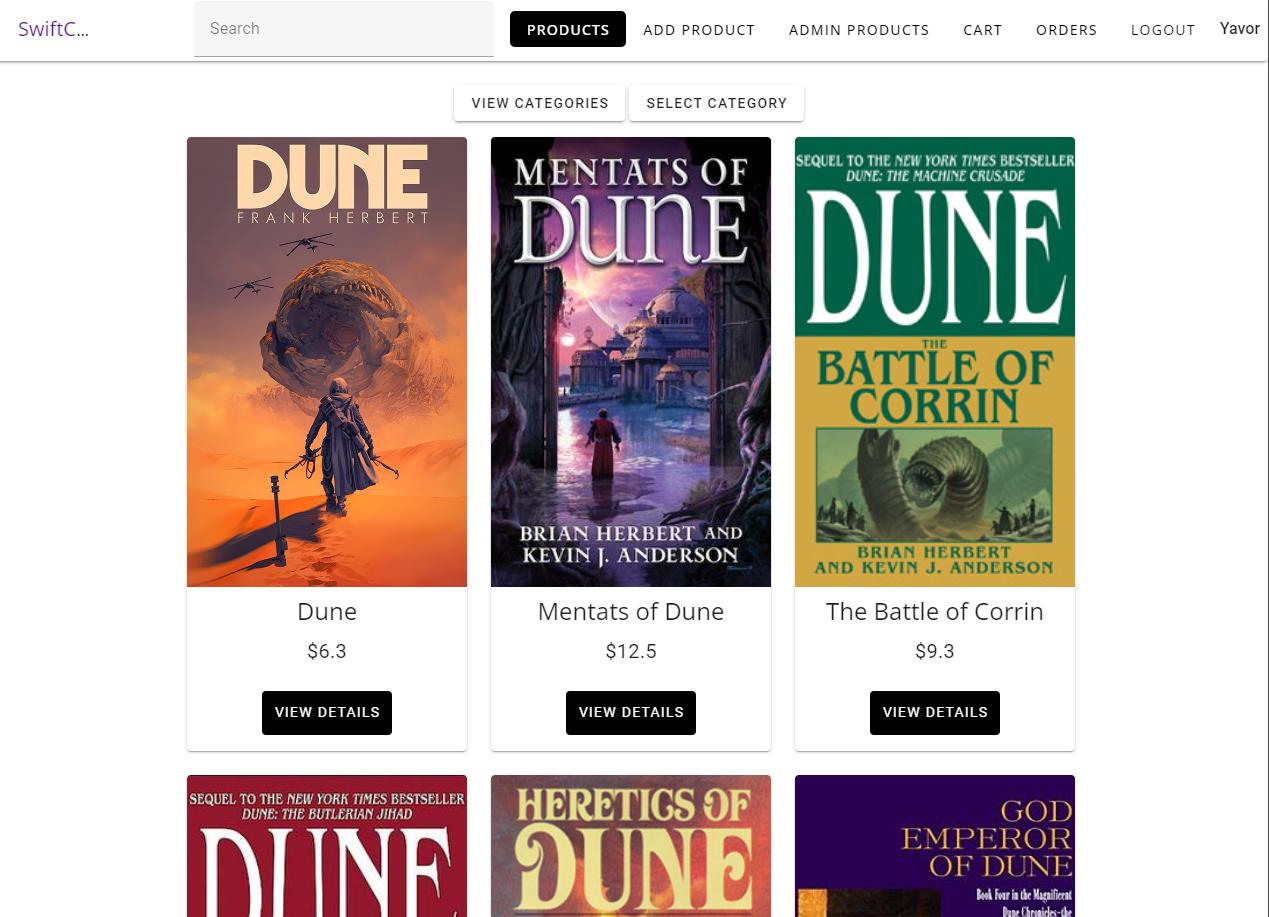 SwiftC...
Search
PRODUCTS
ADD PRODUCT
ADMIN PRODUCTS
CART
ORDERS
LOGOUT
Yavor
VIEW CATEGORIES
SELECT CATEGORY
DUNE
FRANK HERBERT
MENTATS OF
DUNE
BRIAN HERBERT AND
KEVIN J. ANDERSON
SEQUEL TO THE NEW YORK TIMES BESTSELLER
DUNE: THE MACHINE CRUSADE
DUNE
THE
BATTLE OF
CORRIN
BRIAN HERBERT
AND KEVIN J. ANDERSON
Dune
$6.3
VIEW DETAILS
Mentats of Dune
$12.5
VIEW DETAILS
The Battle of Corrin
$9.3
VIEW DETAILS
SEQUEL TO THE NEW YORK TIMES BESTSELLER
DUNE: THE BUTLERIAN JIHAD
DUNE
HERETICS OF
DUNE
GOD
EMPEROR
OF DUNE
Book Four in the Magnificent
Dune Chronicles–the